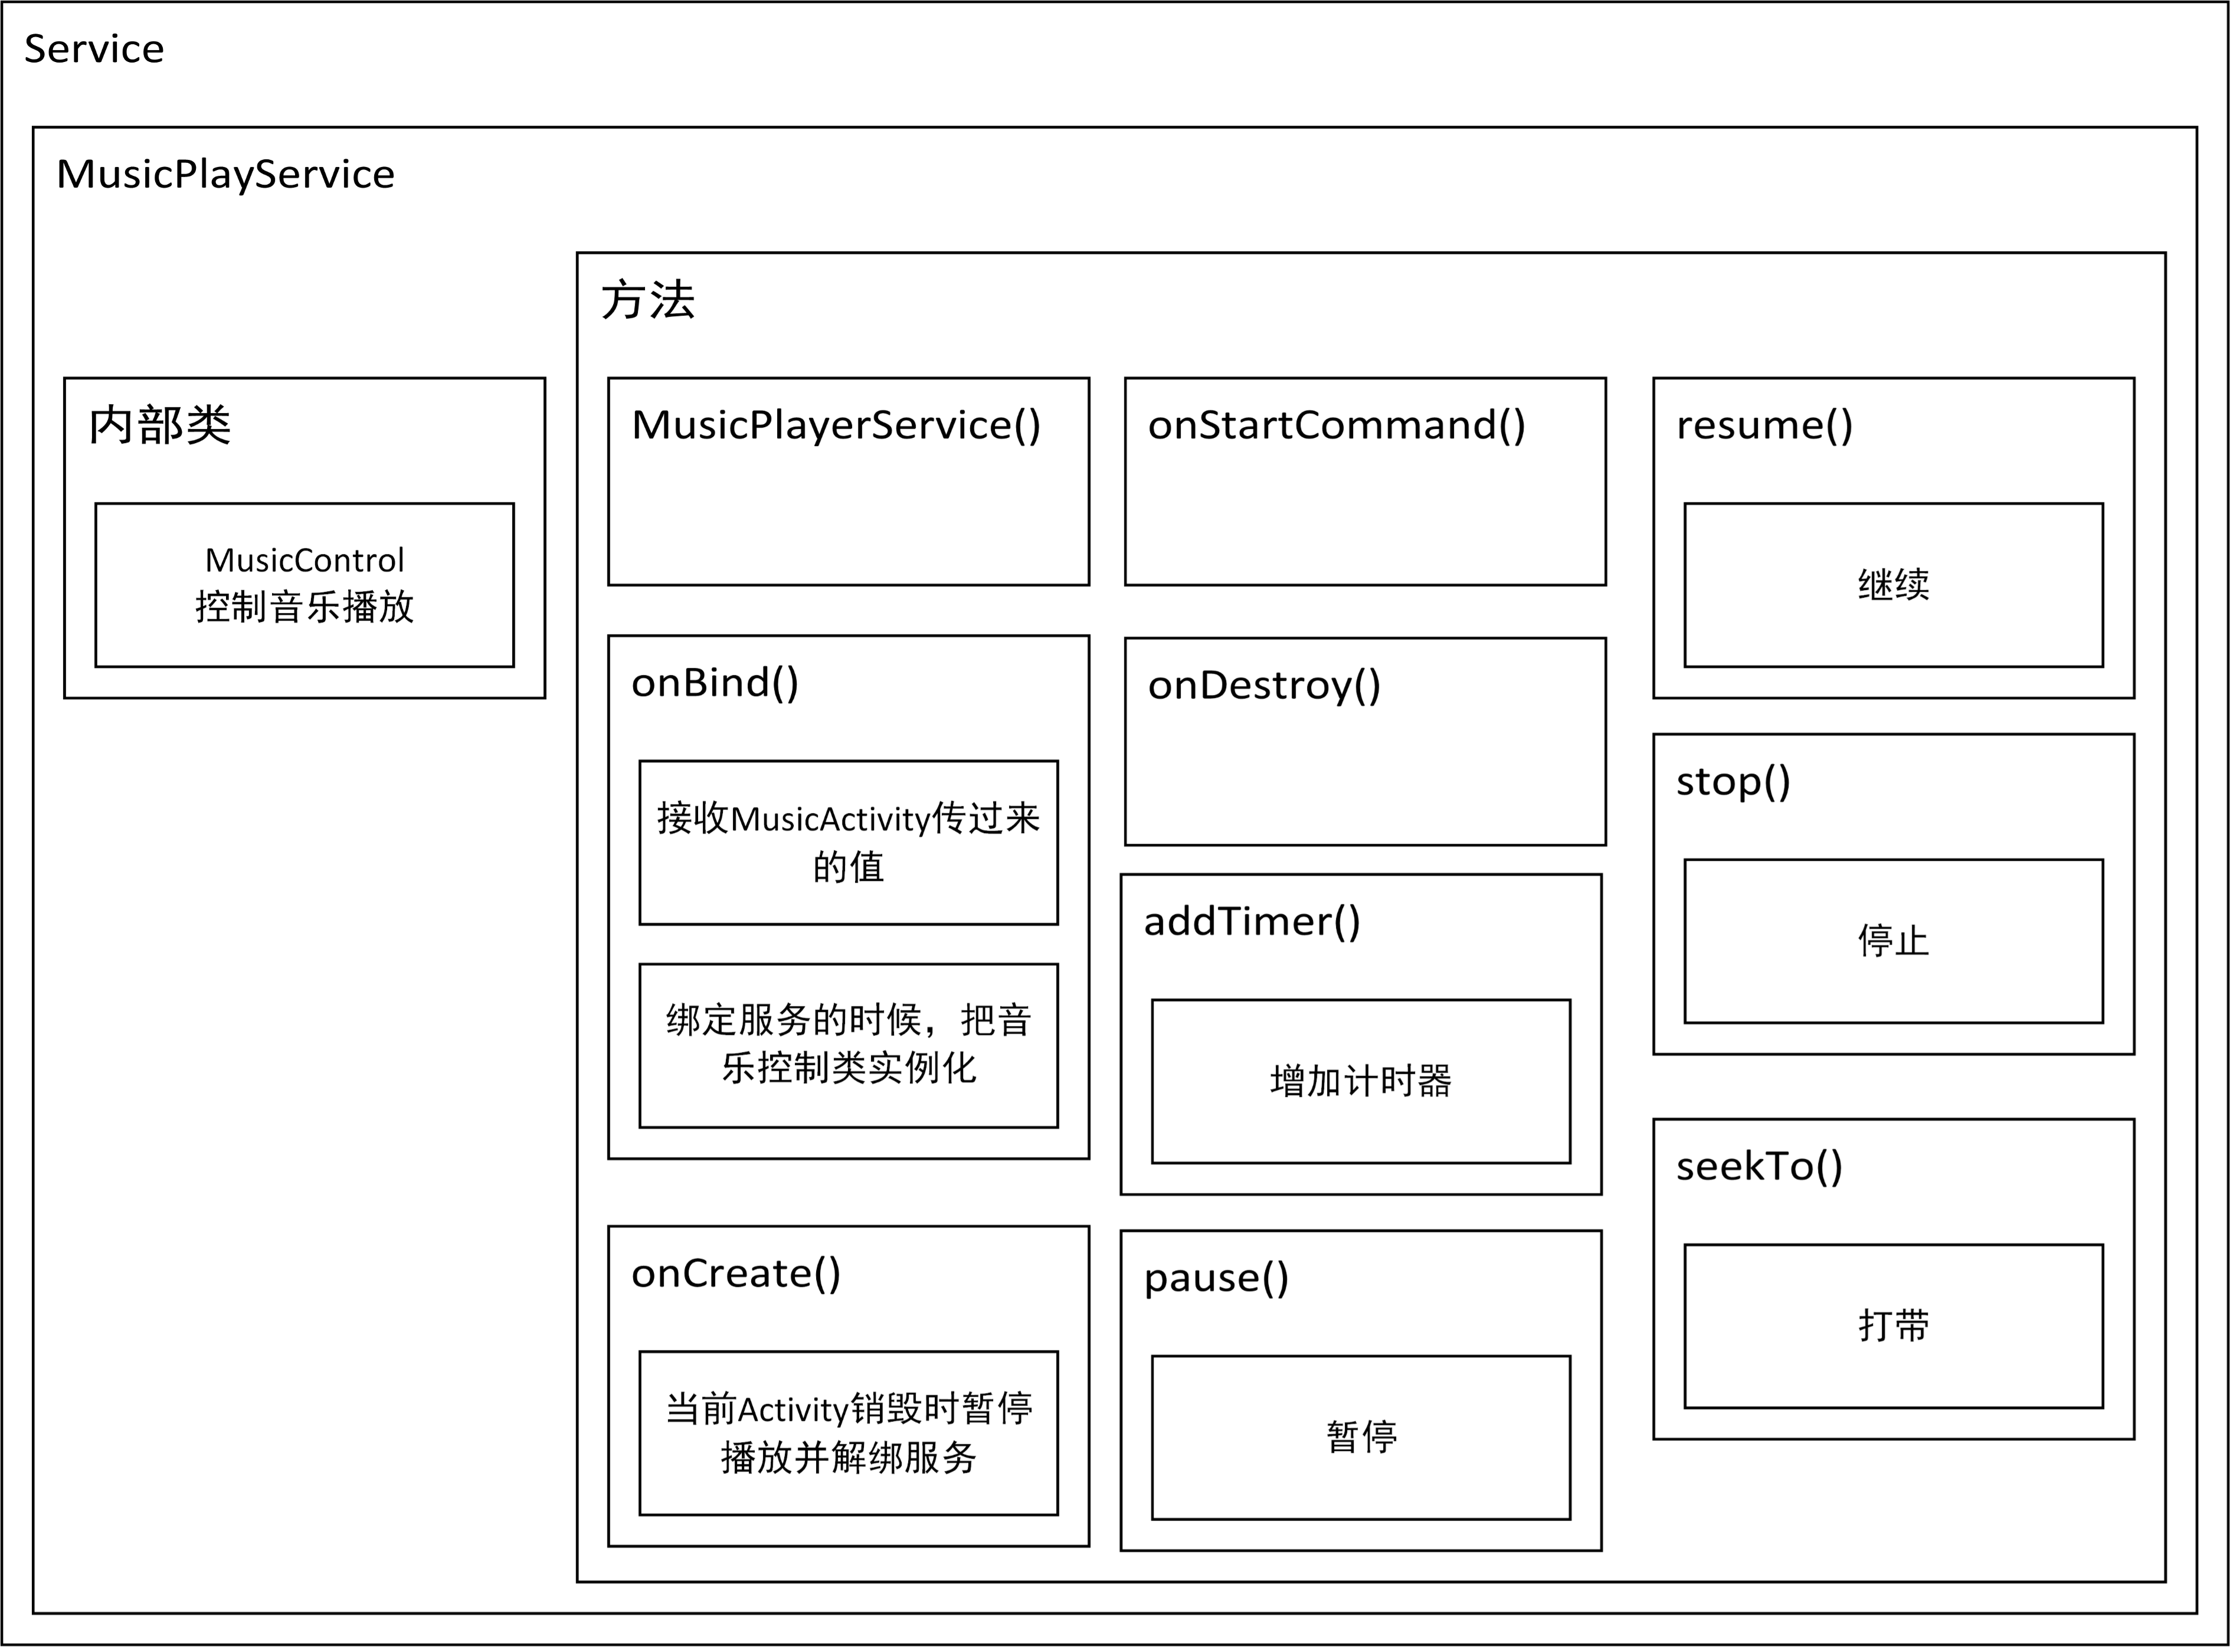 Service
MusicPlayService
内部类
MusicControl
控制音乐播放
方法
MusicPlayerService()
onBind()
接收MusicActivity传过来
的值
绑定服务的时候，把音
乐控制类实例化
onCreate()
当前Activity销毁时暂停
播放并解绑服务
onStartCommand()
onDestroy()
addTimer()
增加计时器
pause()
暂停
resume()
继续
stop()
停止
seekTo()
打带